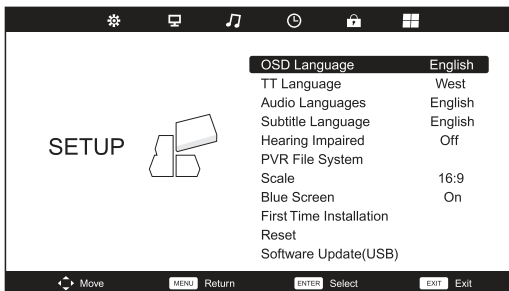 SETUP
OSD Language English
TT Language West
Audio Languages English
Subtitle Language English
Hearing Impaired Off
PVR File System
Scale 16:9
Blue Screen On
First Time Installation
Reset
Software Update(USB)
Move MENU Return ENTER Select EXIT Exit